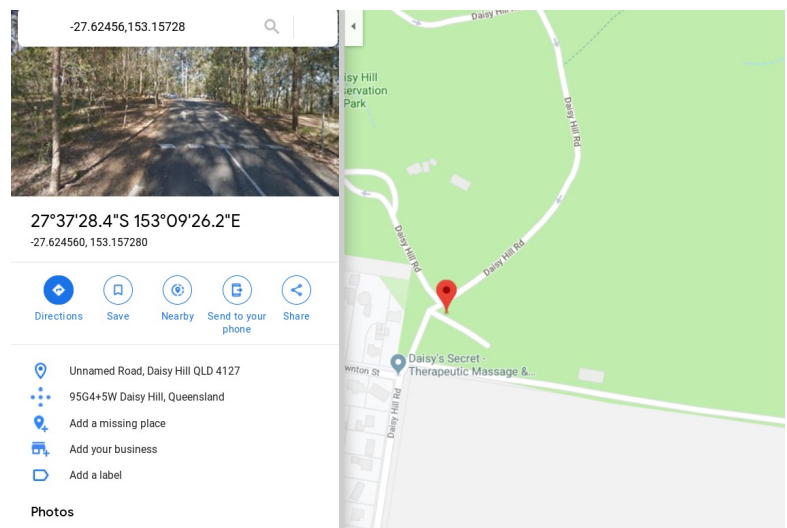 -27.62456,153.15728
27°37'28.4"S 153°09'26.2"E
-27.624560, 153.157280
Directions
Save
Nearby
Send to your
phone
Share
Unnamed Road, Daisy Hill QLD 4127
95G4+5W Daisy Hill, Queensland
Add a missing place
Add your business
Add a label
Photos
Daisy Hill
isy Hill
servation
Park
Daisy Hill Rd
Daisy Hill Rd
Daisy Hill Rd
Daisy's Secret -
Therapeutic Massage &...
wnton St
Daisy Hill Rd